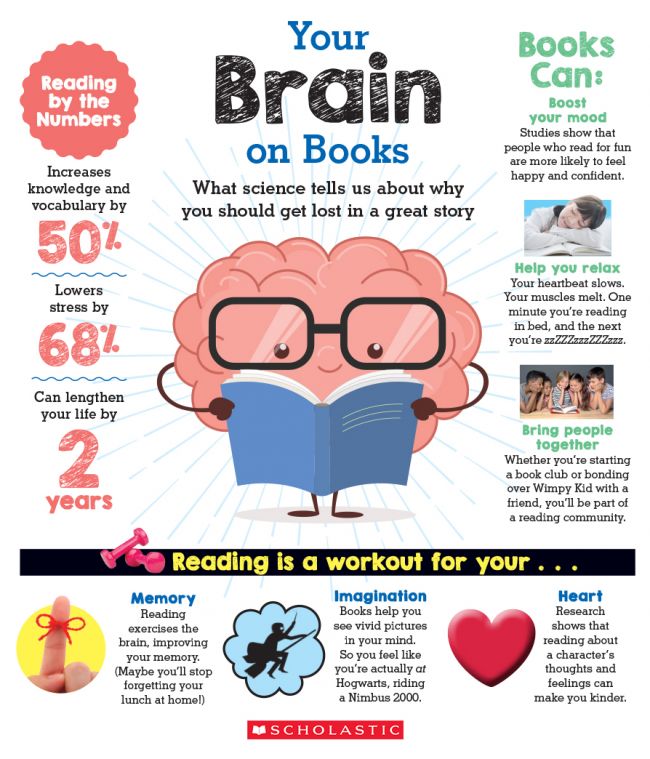 Your
Brain
on Books
What science tells us about why
you should get lost in a great story
Reading
by the
Numbers
Increases
knowledge and
vocabulary by
50%
Lowers
stress by
68%
Can lengthen
your life by
2
years
Books
Can:
Boost
your mood
Studies show that
people who read for fun
are more likely to feel
happy and confident.
Help you relax
Your heartbeat slows.
Your muscles melt. One
minute you’re reading
in bed, and the next
you’re zzZZZzzzZZZzzz.
Bring people
together
Whether you’re starting
a book club or bonding
over Wimpy Kid with a
friend, you’ll be part of
a reading community.
Reading is a workout for your . . .
Memory
Reading
exercises the
brain, improving
your memory.
(Maybe you’ll stop
forgetting your
lunch at home!)
Imagination
Books help you
see vivid pictures
in your mind.
So you feel like
you’re actually at
Hogwarts, riding
a Nimbus 2000.
Heart
Research
shows that
reading about
a character’s
thoughts and
feelings can
make you kinder.
SCHOLASTIC